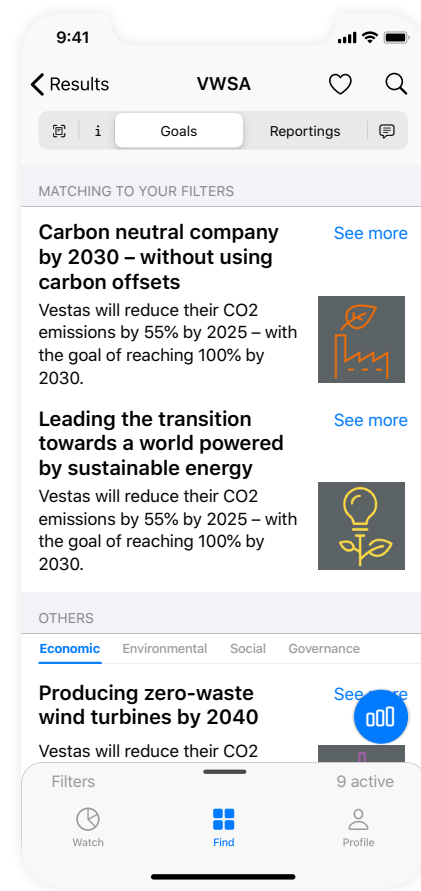 9:41
Results
VWSA
i
Goals
Reportings
MATCHING TO YOUR FILTERS
Carbon neutral company
by 2030 – without using
carbon offsets
See more
Vestas will reduce their CO2
emissions by 55% by 2025 – with
the goal of reaching 100% by
2030.
Leading the transition
towards a world powered
by sustainable energy
See more
Vestas will reduce their CO2
emissions by 55% by 2025 – with
the goal of reaching 100% by
2030.
OTHERS
Economic Environmental Social Governance
Producing zero-waste
wind turbines by 2040
See more
Vestas will reduce their CO2
Filters
9 active
Watch
Find
Profile